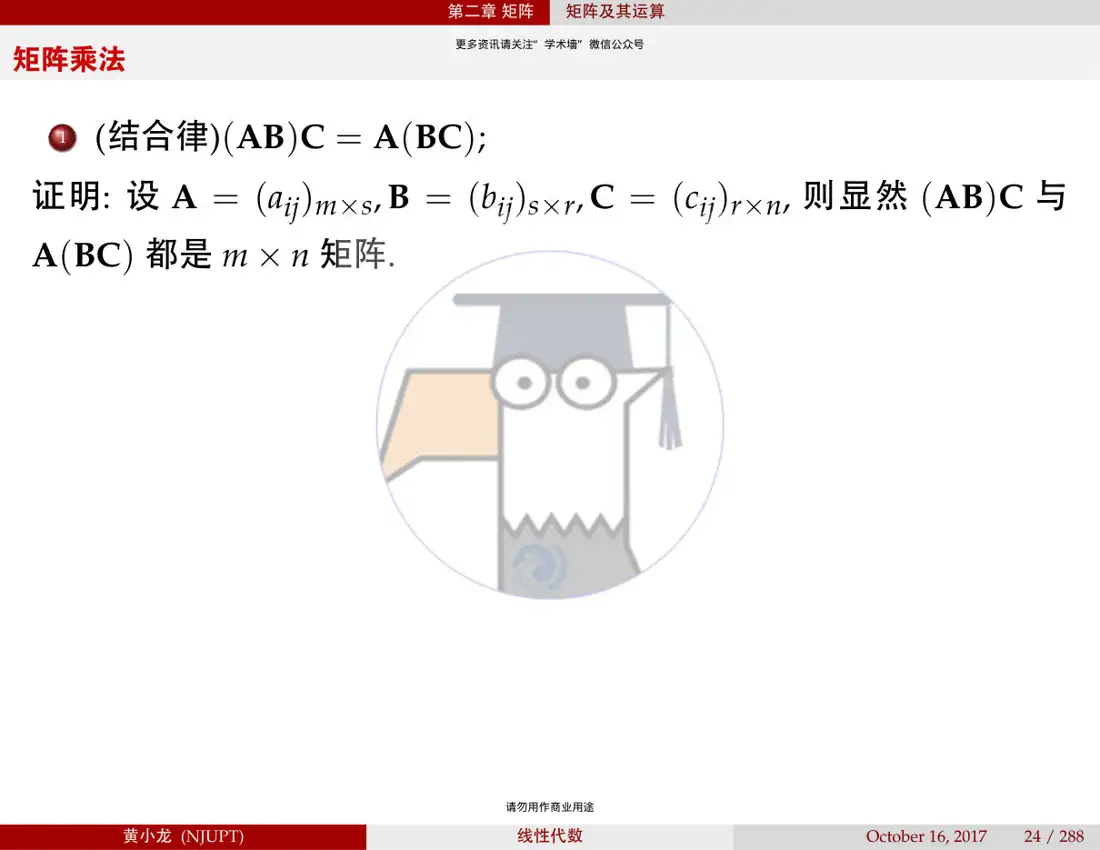 第二章 矩阵 矩阵及其运算
更多资讯请关注“学术墙”微信公众号
矩阵乘法
1 (结合律)(AB)C = A(BC);
证明: 设 A = (a_{ij})_{m×s}, B = (b_{ij})_{s×r}, C = (c_{ij})_{r×n}, 则显然 (AB)C 与
A(BC) 都是 m × n 矩阵.
请勿用作商业用途
黄小龙 (NJUPT) 线性代数 October 16, 2017 24 / 288